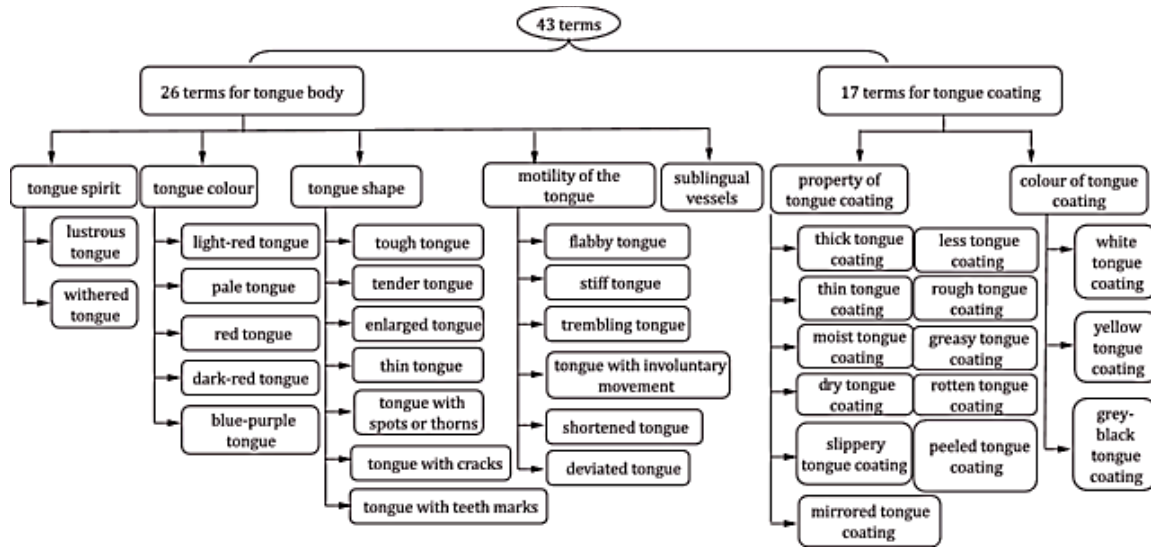 43 terms
26 terms for tongue body
17 terms for tongue coating
tongue spirit
lustrous
tongue
withered
tongue
tongue colour
light-red tongue
pale tongue
red tongue
dark-red tongue
blue-purple
tongue
tongue shape
tough tongue
tender tongue
enlarged tongue
thin tongue
tongue with
spots or thorns
tongue with cracks
tongue with teeth marks
motility of the
tongue
flabby tongue
stiff tongue
trembling tongue
tongue with involuntary
movement
shortened tongue
deviated tongue
sublingual
vessels
property of
tongue coating
thick tongue
coating
thin tongue
coating
moist tongue
coating
dry tongue
coating
slippery
tongue coating
mirrored tongue
coating
less tongue
coating
rough tongue
coating
greasy tongue
coating
rotten tongue
coating
peeled tongue
coating
colour of tongue
coating
white
tongue
coating
yellow
tongue
coating
grey-
black
tongue
coating